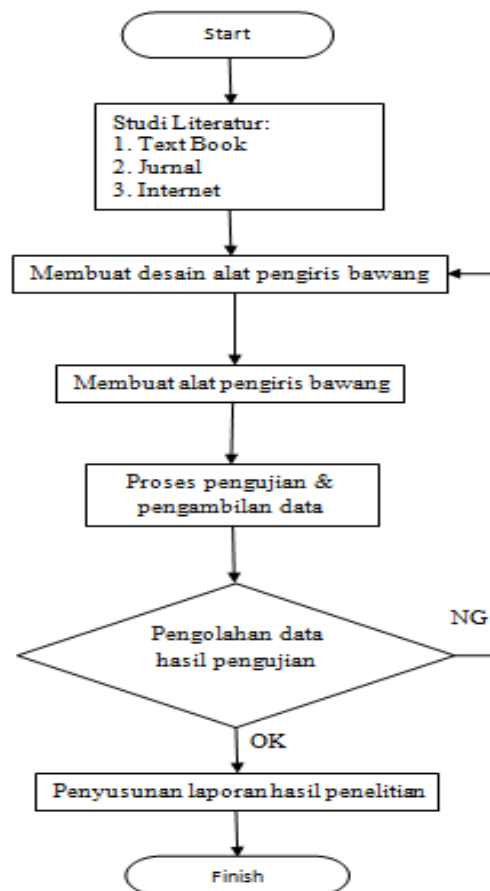 Start
Studi Literatur:
1. Text Book
2. Jurnal
3. Internet
Membuat desain alat pengiris bawang
Membuat alat pengiris bawang
Proses pengujian &
pengambilan data
Pengolahan data
hasil pengujian
NG
OK
Penyusunan laporan hasil penelitian
Finish